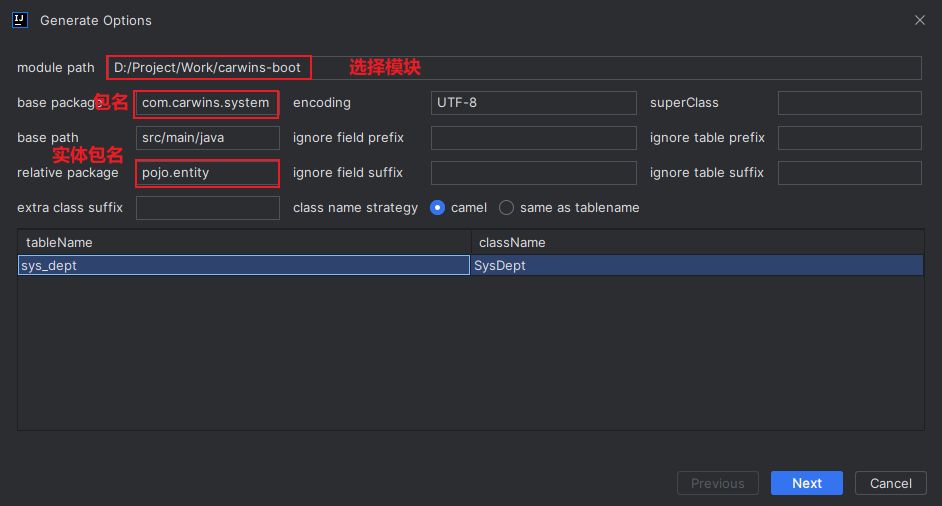 Generate Options
module path D:/Project/Work/carwins-boot 选择模块
base package 包名 com.carwins.system encoding UTF-8 superClass
base path src/main/java ignore field prefix ignore table prefix
实体包名
relative package pojo.entity ignore field suffix ignore table suffix
extra class suffix class name strategy camel same as tablename
tableName className
sys_dept SysDept
Previous Next Cancel